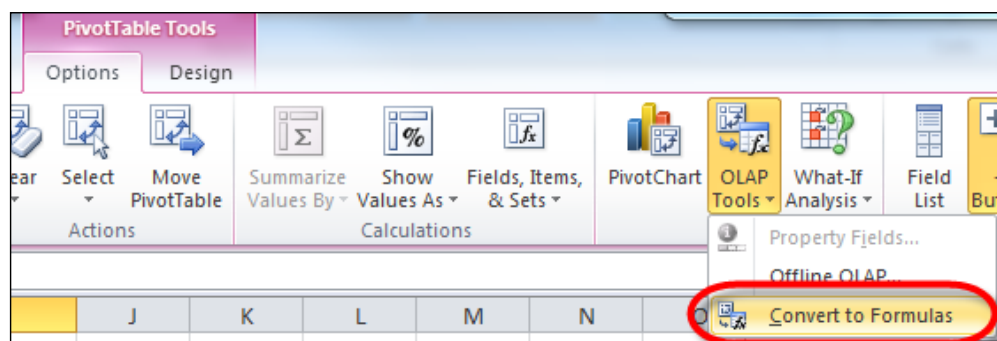 PivotTable Tools
Options Design
ear Select Move PivotTable Summarize Values By Show Values As Fields, Items, & Sets PivotChart OLAP Tools What-If Analysis Field List
Actions Calculations
Property Fields...
Offline OLAP...
J K L M N O
Convert to Formulas